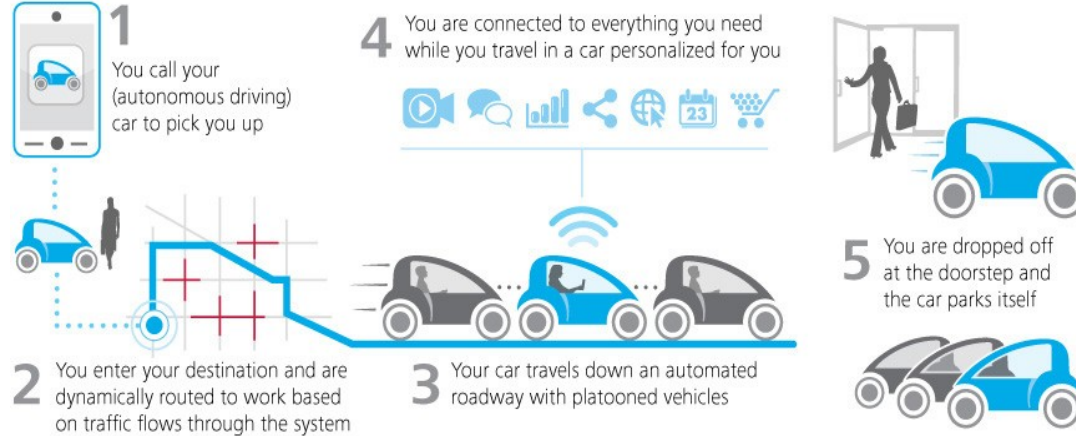 1
You call your
(autonomous driving)
car to pick you up
2
You enter your destination and are
dynamically routed to work based
on traffic flows through the system
3
Your car travels down an automated
roadway with platooned vehicles
4
You are connected to everything you need
while you travel in a car personalized for you
23
5
You are dropped off
at the doorstep and
the car parks itself